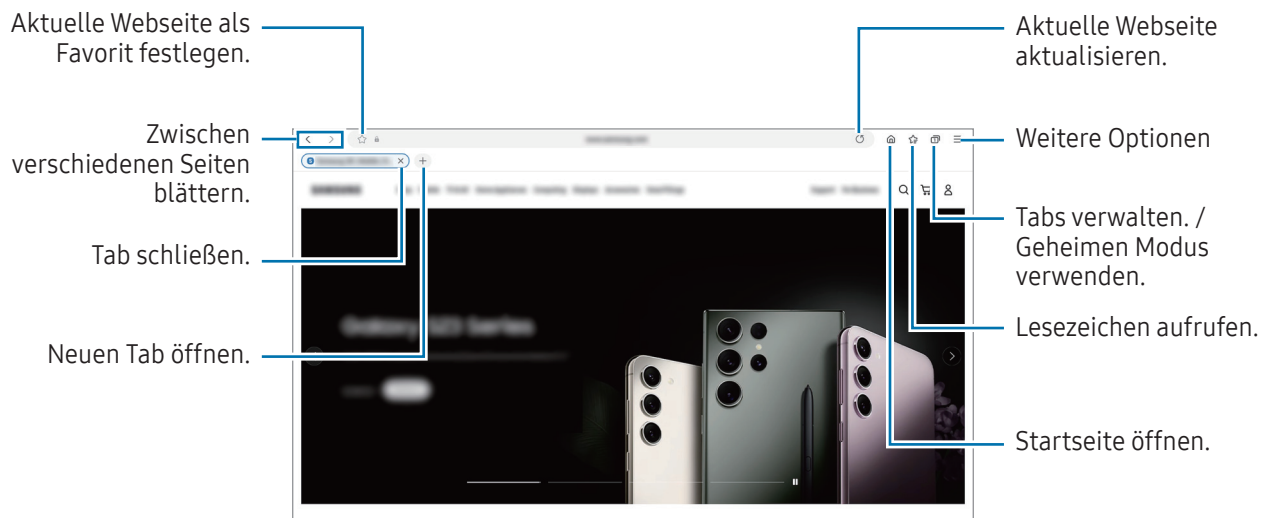 Aktuelle Webseite als
Favorit festlegen.
Zwischen
verschiedenen Seiten
blättern.
Tab schließen.
Neuen Tab öffnen.
Aktuelle Webseite
aktualisieren.
Weitere Optionen
Tabs verwalten. /
Geheimen Modus
verwenden.
Lesezeichen aufrufen.
Startseite öffnen.